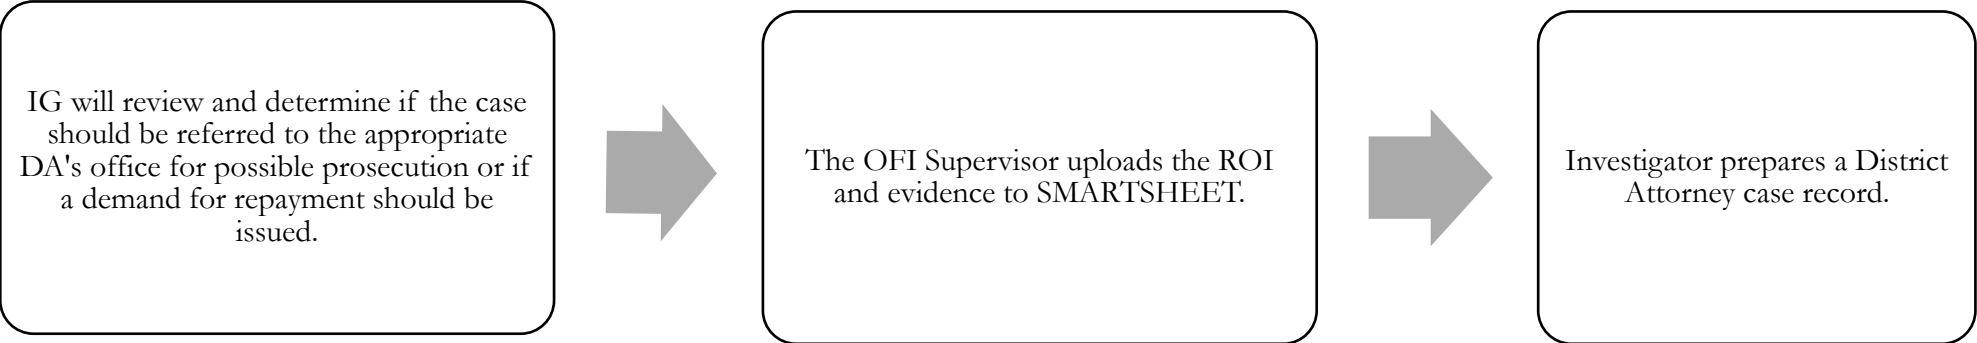 IG will review and determine if the case
should be referred to the appropriate
DA's office for possible prosecution or if
a demand for repayment should be
issued.
The OFI Supervisor uploads the ROI
and evidence to SMARTSHEET.
Investigator prepares a District
Attorney case record.